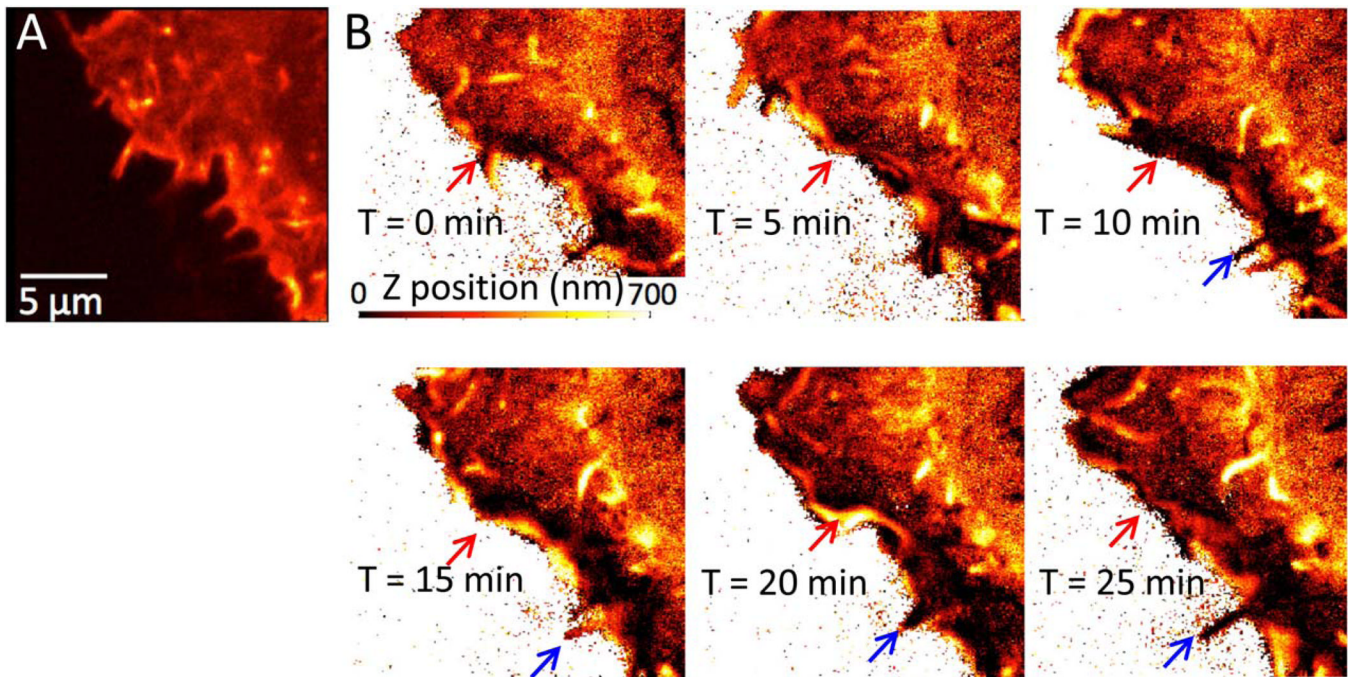 A
B
5 µm
T = 0 min
T = 5 min
T = 10 min
0 Z position (nm) 700
T = 15 min
T = 20 min
T = 25 min